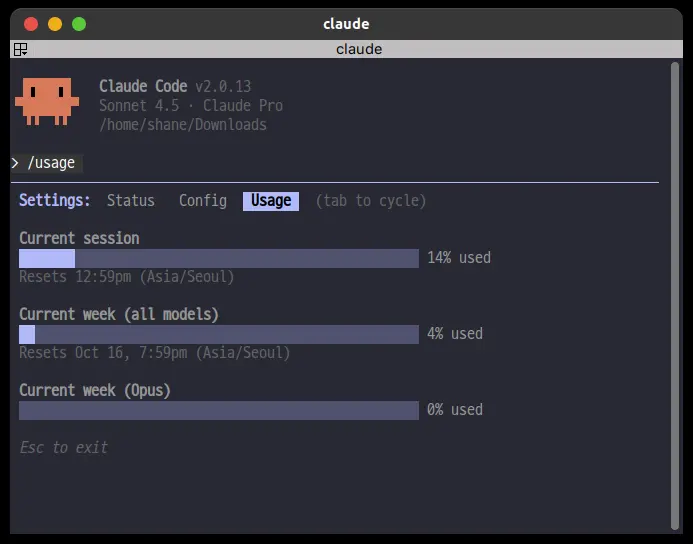 claude
claude
Claude Code v2.0.13
Sonnet 4.5 · Claude Pro
/home/shane/Downloads
> /usage
Settings: Status Config Usage (tab to cycle)
Current session
14% used
Resets 12:59pm (Asia/Seoul)
Current week (all models)
4% used
Resets Oct 16, 7:59pm (Asia/Seoul)
Current week (Opus)
0% used
Esc to exit